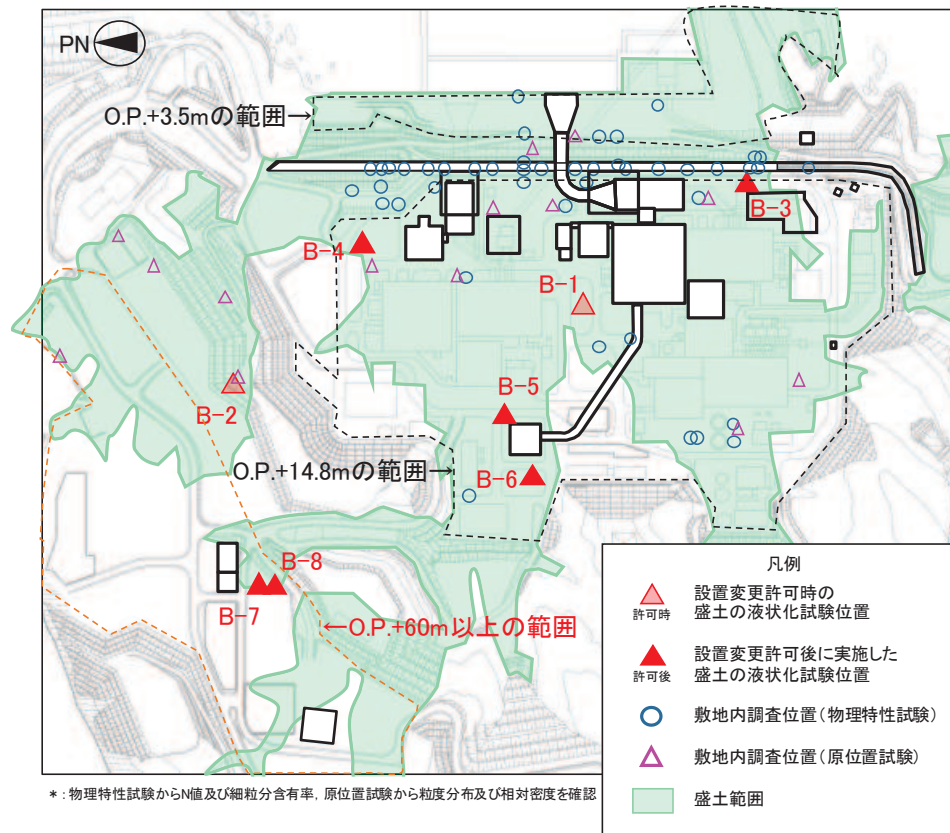 PN
O.P.+3.5mの範囲→
B-3
B-4
B-1
B-2
B-5
O.P.+14.8mの範囲→
B-6
B-8
B-7
←O.P.+60m以上の範囲
凡例
許可時
設置変更許可時の
盛土の液状化試験位置
許可後
設置変更許可後に実施した
盛土の液状化試験位置
敷地内調査位置(物理特性試験)
敷地内調査位置(原位置試験)
盛土範囲
*:物理特性試験からN値及び細粒分含有率, 原位置試験から粒度分布及び相対密度を確認